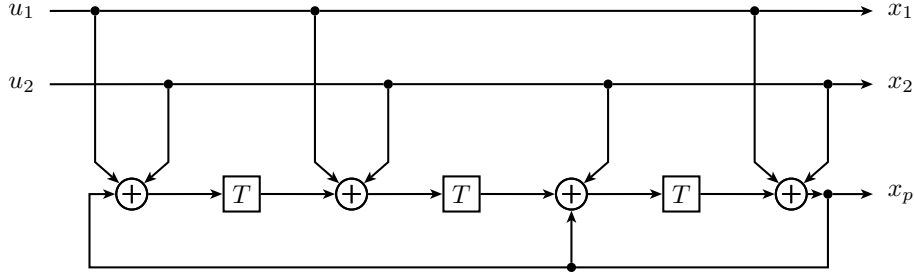 u₁ x₁
u₂ x₂
+ T + T + T + xₚ